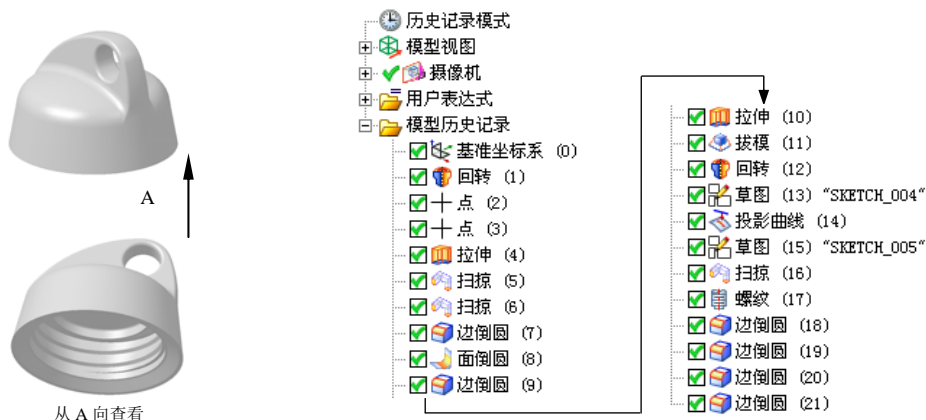 A
从 A 向查看
历史记录模式
模型视图
摄像机
用户表达式
模型历史记录
基准坐标系 (0)
回转 (1)
点 (2)
点 (3)
拉伸 (4)
扫掠 (5)
扫掠 (6)
边倒圆 (7)
面倒圆 (8)
边倒圆 (9)
拉伸 (10)
拔模 (11)
回转 (12)
草图 (13) "SKETCH_004"
投影曲线 (14)
草图 (15) "SKETCH_005"
扫掠 (16)
螺纹 (17)
边倒圆 (18)
边倒圆 (19)
边倒圆 (20)
边倒圆 (21)